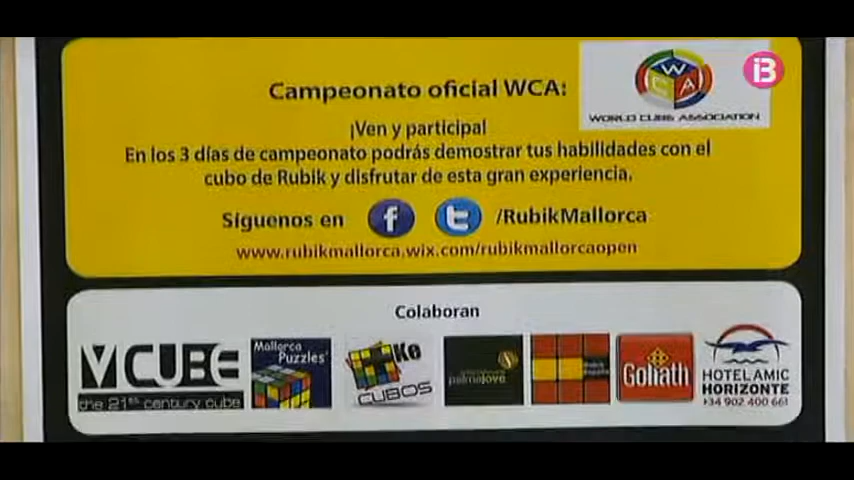 Campeonato oficial WCA:
W
C A
WORLD CUBE ASSOCIATION
iB3
¡Ven y participa!
En los 3 días de campeonato podrás demostrar tus habilidades con el
cubo de Rubik y disfrutar de esta gran experiencia.
Síguenos en f t /RubikMallorca
www.rubikmallorca.wix.com/rubikmallorcaopen
Colaboran
VCUBE
the 21st century cube
Mallorca
Puzzles
Ke
CUBOS
palmajove
Goliath
HOTEL AMIC
HORIZONTE
+34 902 400 661